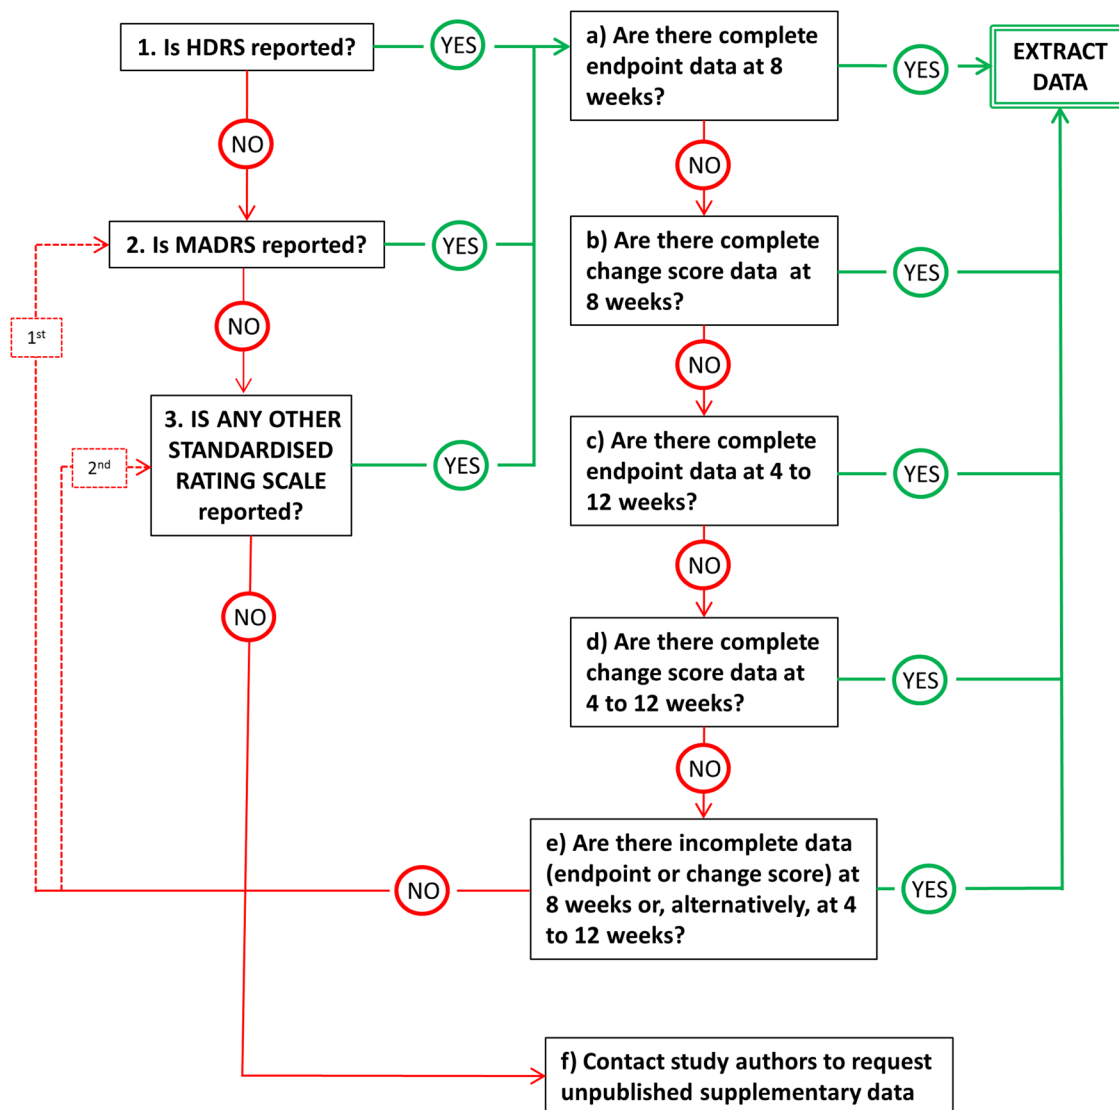 1. Is HDRS reported?
YES
NO
2. Is MADRS reported?
YES
NO
1st
3. IS ANY OTHER
STANDARDISED
RATING SCALE
reported?
2nd
YES
NO
a) Are there complete
endpoint data at 8
weeks?
YES
EXTRACT
DATA
NO
b) Are there complete
change score data at
8 weeks?
YES
NO
c) Are there complete
endpoint data at 4 to
12 weeks?
YES
NO
d) Are there complete
change score data at
4 to 12 weeks?
YES
NO
e) Are there incomplete data
(endpoint or change score) at
8 weeks or, alternatively, at 4
to 12 weeks?
YES
NO
f) Contact study authors to request
unpublished supplementary data